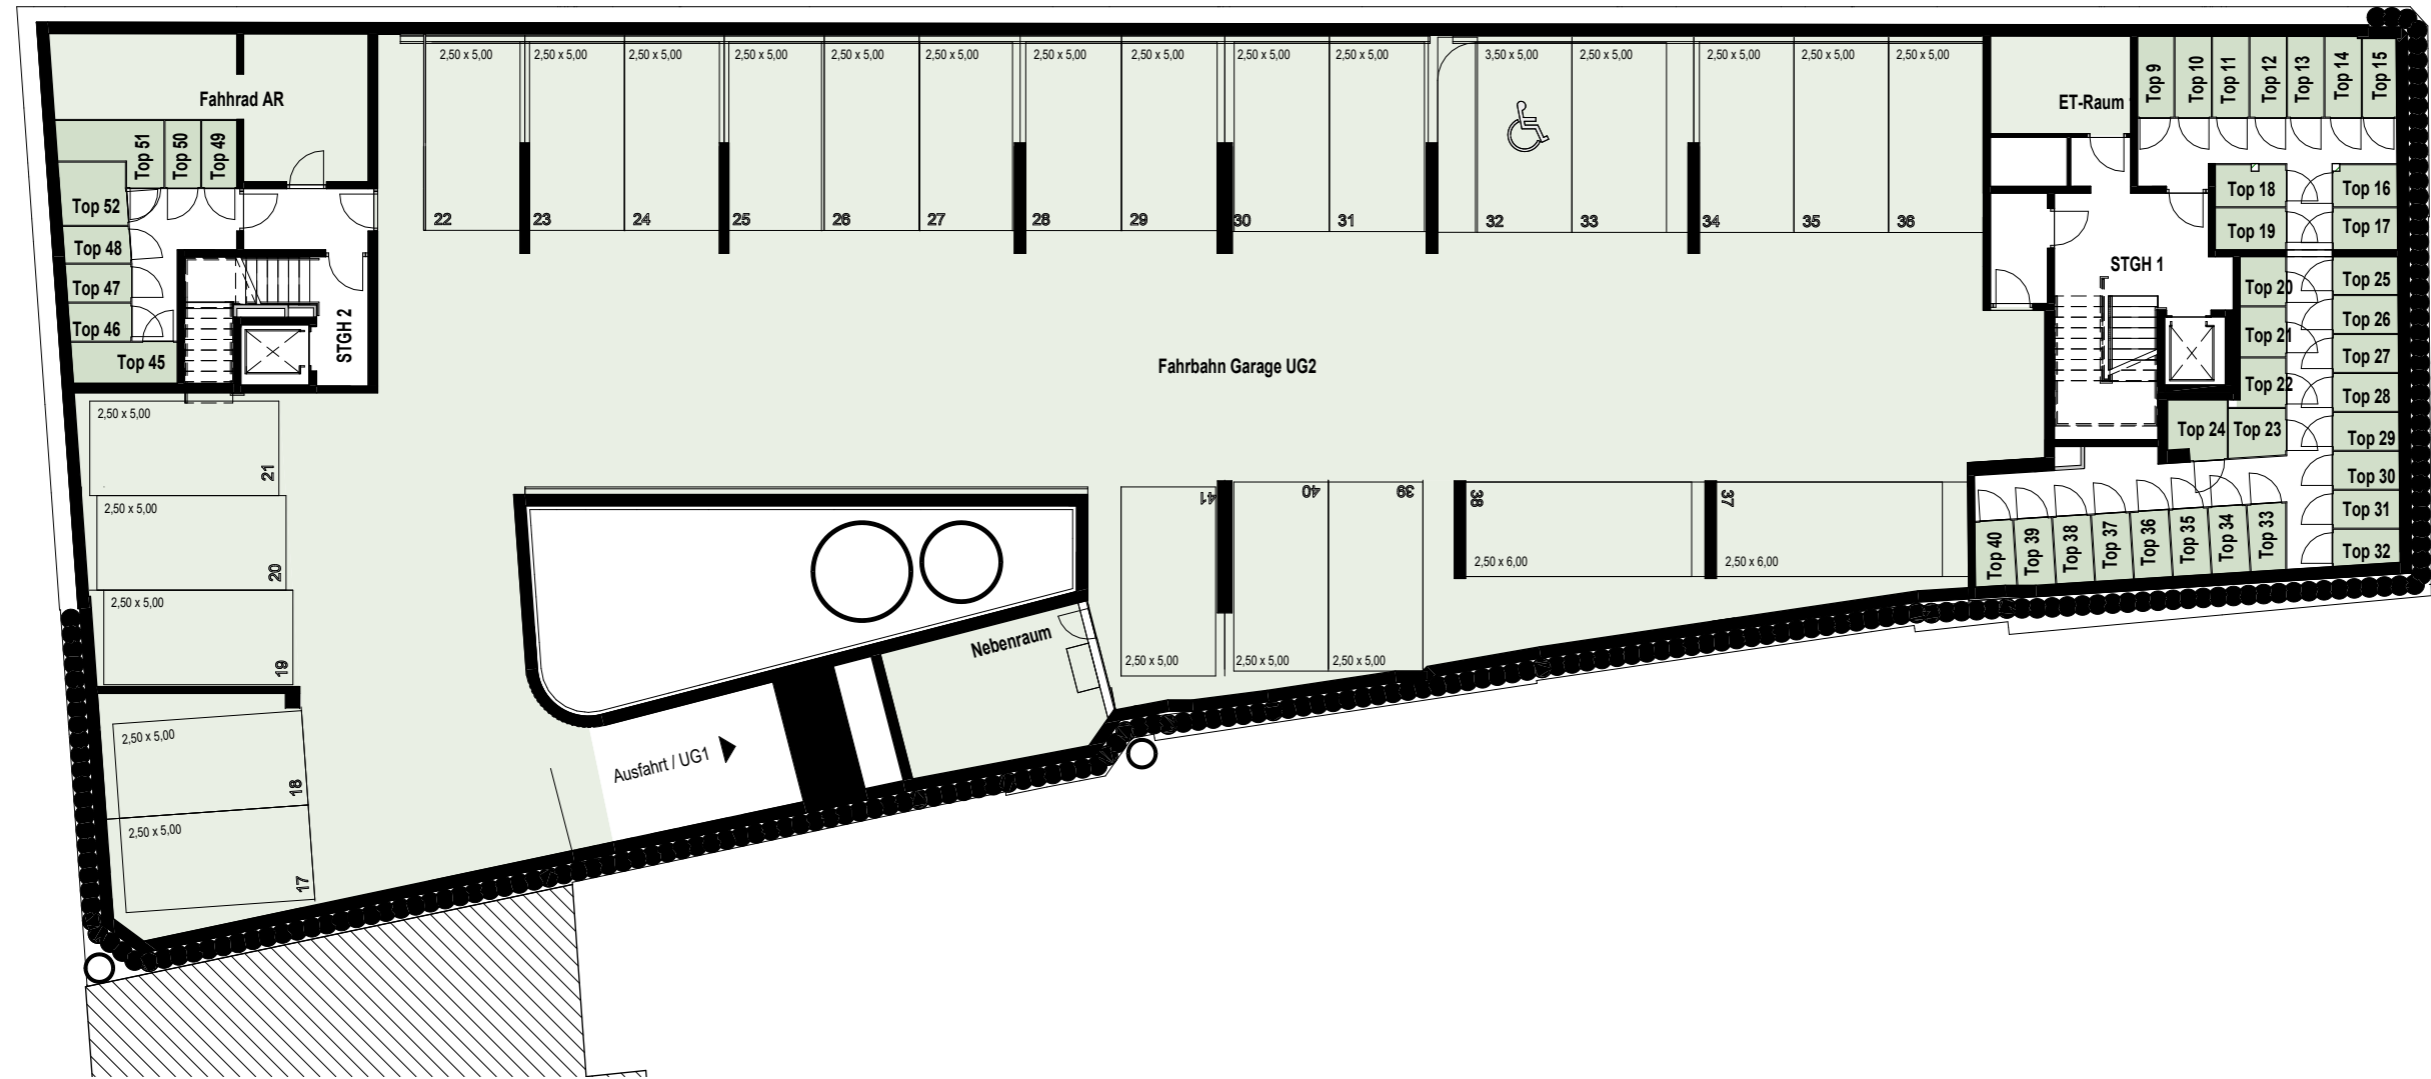 2,50 x 5,00
2,50 x 5,00
2,50 x 5,00
2,50 x 5,00
2,50 x 5,00
2,50 x 5,00
2,50 x 5,00
2,50 x 5,00
2,50 x 5,00
2,50 x 5,00
3,50 x 5,00
2,50 x 5,00
2,50 x 5,00
2,50 x 5,00
2,50 x 5,00
Fahhrad AR
ET-Raum
Top 9
Top 10
Top 11
Top 12
Top 13
Top 14
Top 15
Top 51
Top 50
Top 49
Top 52
Top 48
Top 47
Top 46
Top 45
STGH 2
22
23
24
25
26
27
28
29
30
31
32
33
34
35
36
Top 18
Top 16
Top 19
Top 17
STGH 1
Top 20
Top 25
Top 21
Top 26
Top 27
Top 22
Top 28
Top 24
Top 23
Top 29
Top 30
Top 31
Top 32
Fahrbahn Garage UG2
2,50 x 5,00
21
2,50 x 5,00
20
2,50 x 5,00
19
2,50 x 5,00
18
2,50 x 5,00
17
41
40
39
38
37
2,50 x 6,00
2,50 x 6,00
2,50 x 5,00
2,50 x 5,00
2,50 x 5,00
Top 40
Top 39
Top 38
Top 37
Top 36
Top 35
Top 34
Top 33
Nebenraum
Ausfahrt / UG1